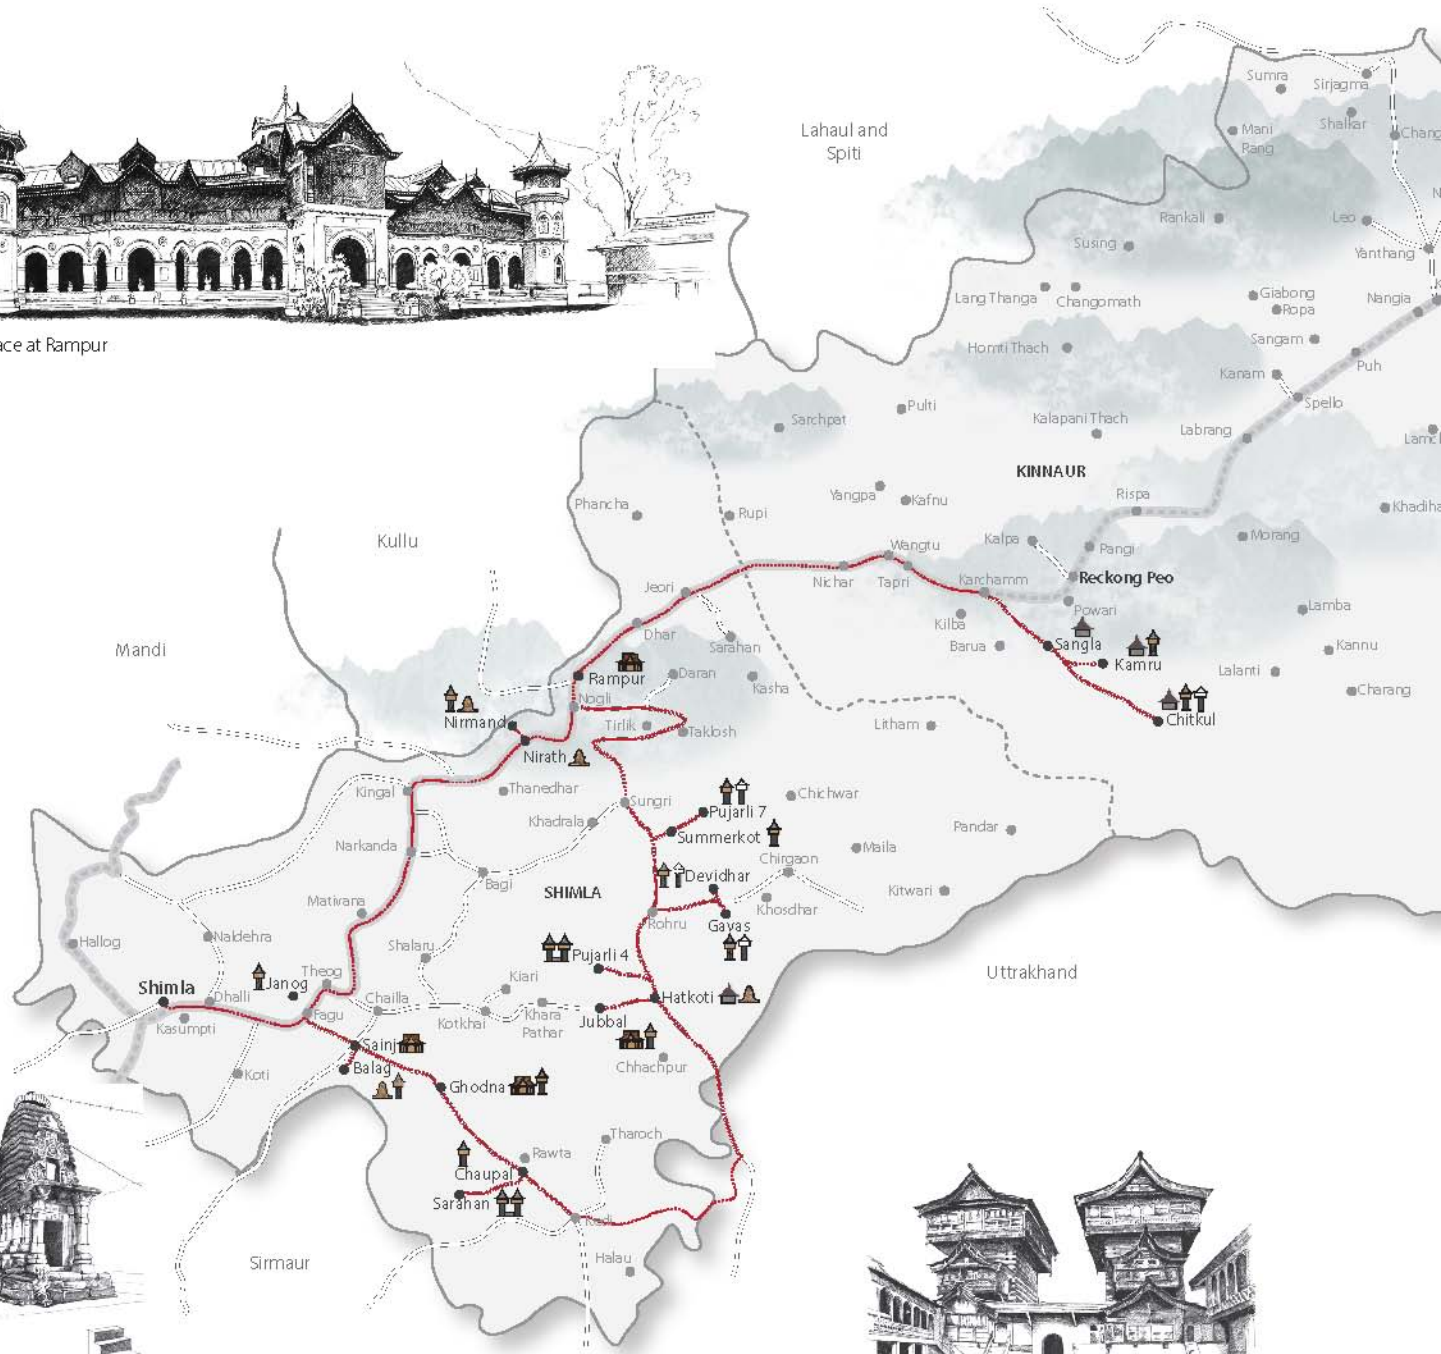 Sumra
Sirjagma
Shalkar
Mani
Rang
Lahaul and
Spiti
Rankali
Leo
Susing
Yanthang
Lang Thanga
Changomath
Giabong
Ropa
Nangia
ace at Rampur
Hornti Thach
Sangam
Puh
Kanam
Spello
Sarchpat
Pulti
Kalapani Thach
Labrang
KINNAUR
Yangpa
Kafnu
Rispa
Phancha
Rupi
Morang
Kullu
Wangtu
Kalpa
Pangi
Jeori
Nichar
Tapri
Karchamm
Reckong Peo
Powari
Lamba
Kilba
Dhar
Sarahan
Barua
Sangla
Kamru
Kannu
Mandi
Rampur
Daran
Kasha
Lalanti
Charang
Nogli
Nirmand
Tirlik
Taklosh
Litham
Chitkul
Nirath
Kingal
Thanedhar
Sungri
Pujarli 7
Chichwar
Khadrala
Summerkot
Pandar
Narkanda
Maila
Chirgaon
Bagi
SHIMLA
Devidhar
Kitwari
Mativana
Khosdhar
Rohru
Gavas
Hallog
Naldehra
Shalaru
Pujarli 4
Uttrakhand
Theog
Janog
Kiari
Shimla
Dhalli
Chailla
Hatkoti
Kasumpti
Fagu
Kotkhai
Khara
Pathar
Jubbal
Sainj
Balag
Chhachpur
Koti
Ghodna
Tharoch
Rawta
Chaupal
Sarahan
Sirmaur
Halau